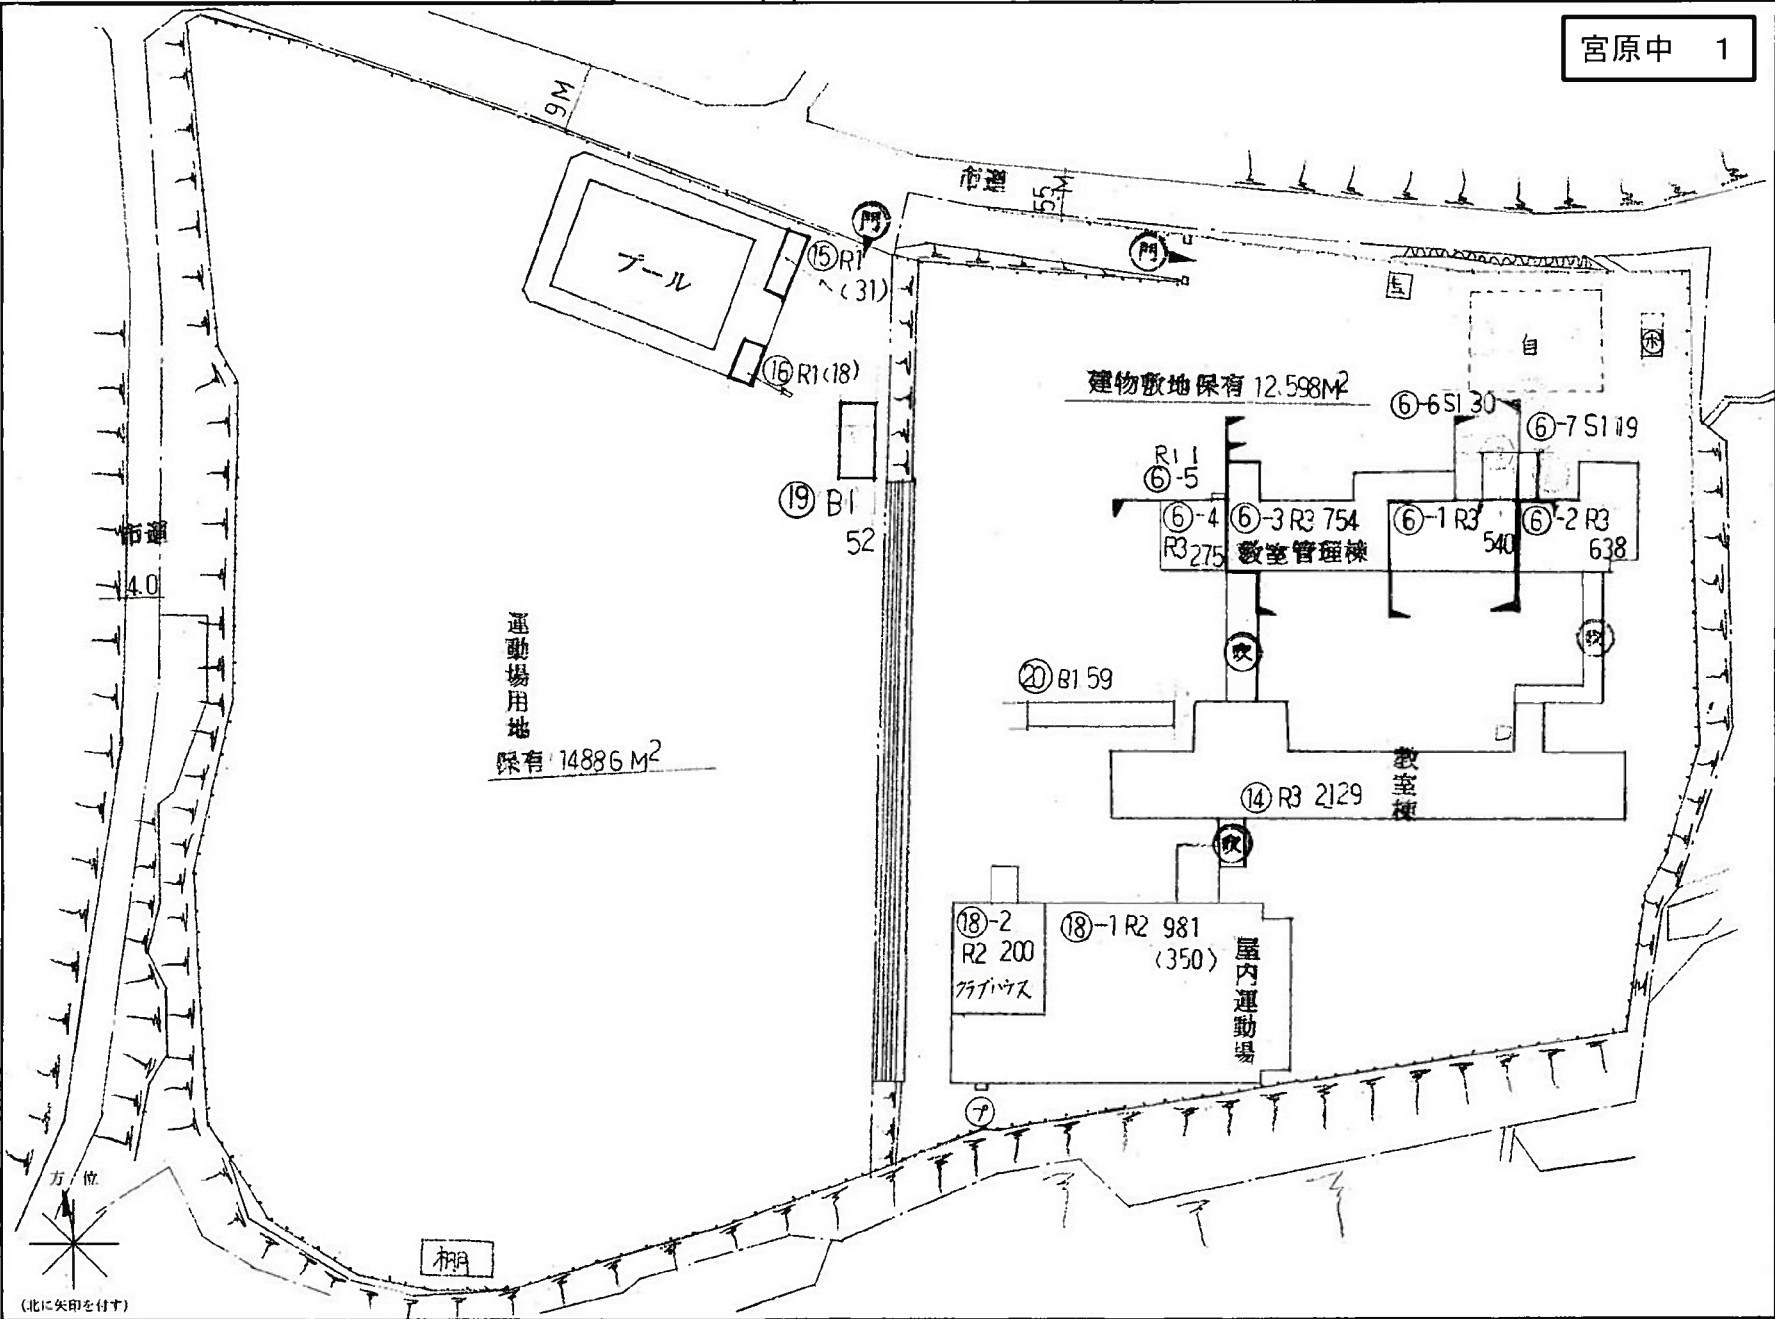 宮原中 1
9M
市道
5.5M
門
門
プール
⑮R1
(31)
⑯R1(18)
自
建物敷地保有 12.598M²
⑥-6 S1 30
⑥-7 S1 19
R1 1
⑥-5
⑥-4
R3 275
⑥-3 R3 754
教室管理棟
⑥-1 R3
540
⑥-2 R3
638
⑲ B1
52
市道
4.0
運動場用地
保有 14886 M²
⑳ B1 59
教室棟
⑭ R3 2129
⑱-2
R2 200
クラブハウス
⑱-1 R2 981
(350)
屋内運動場
プ
方位
棚
(北に矢印を付す)